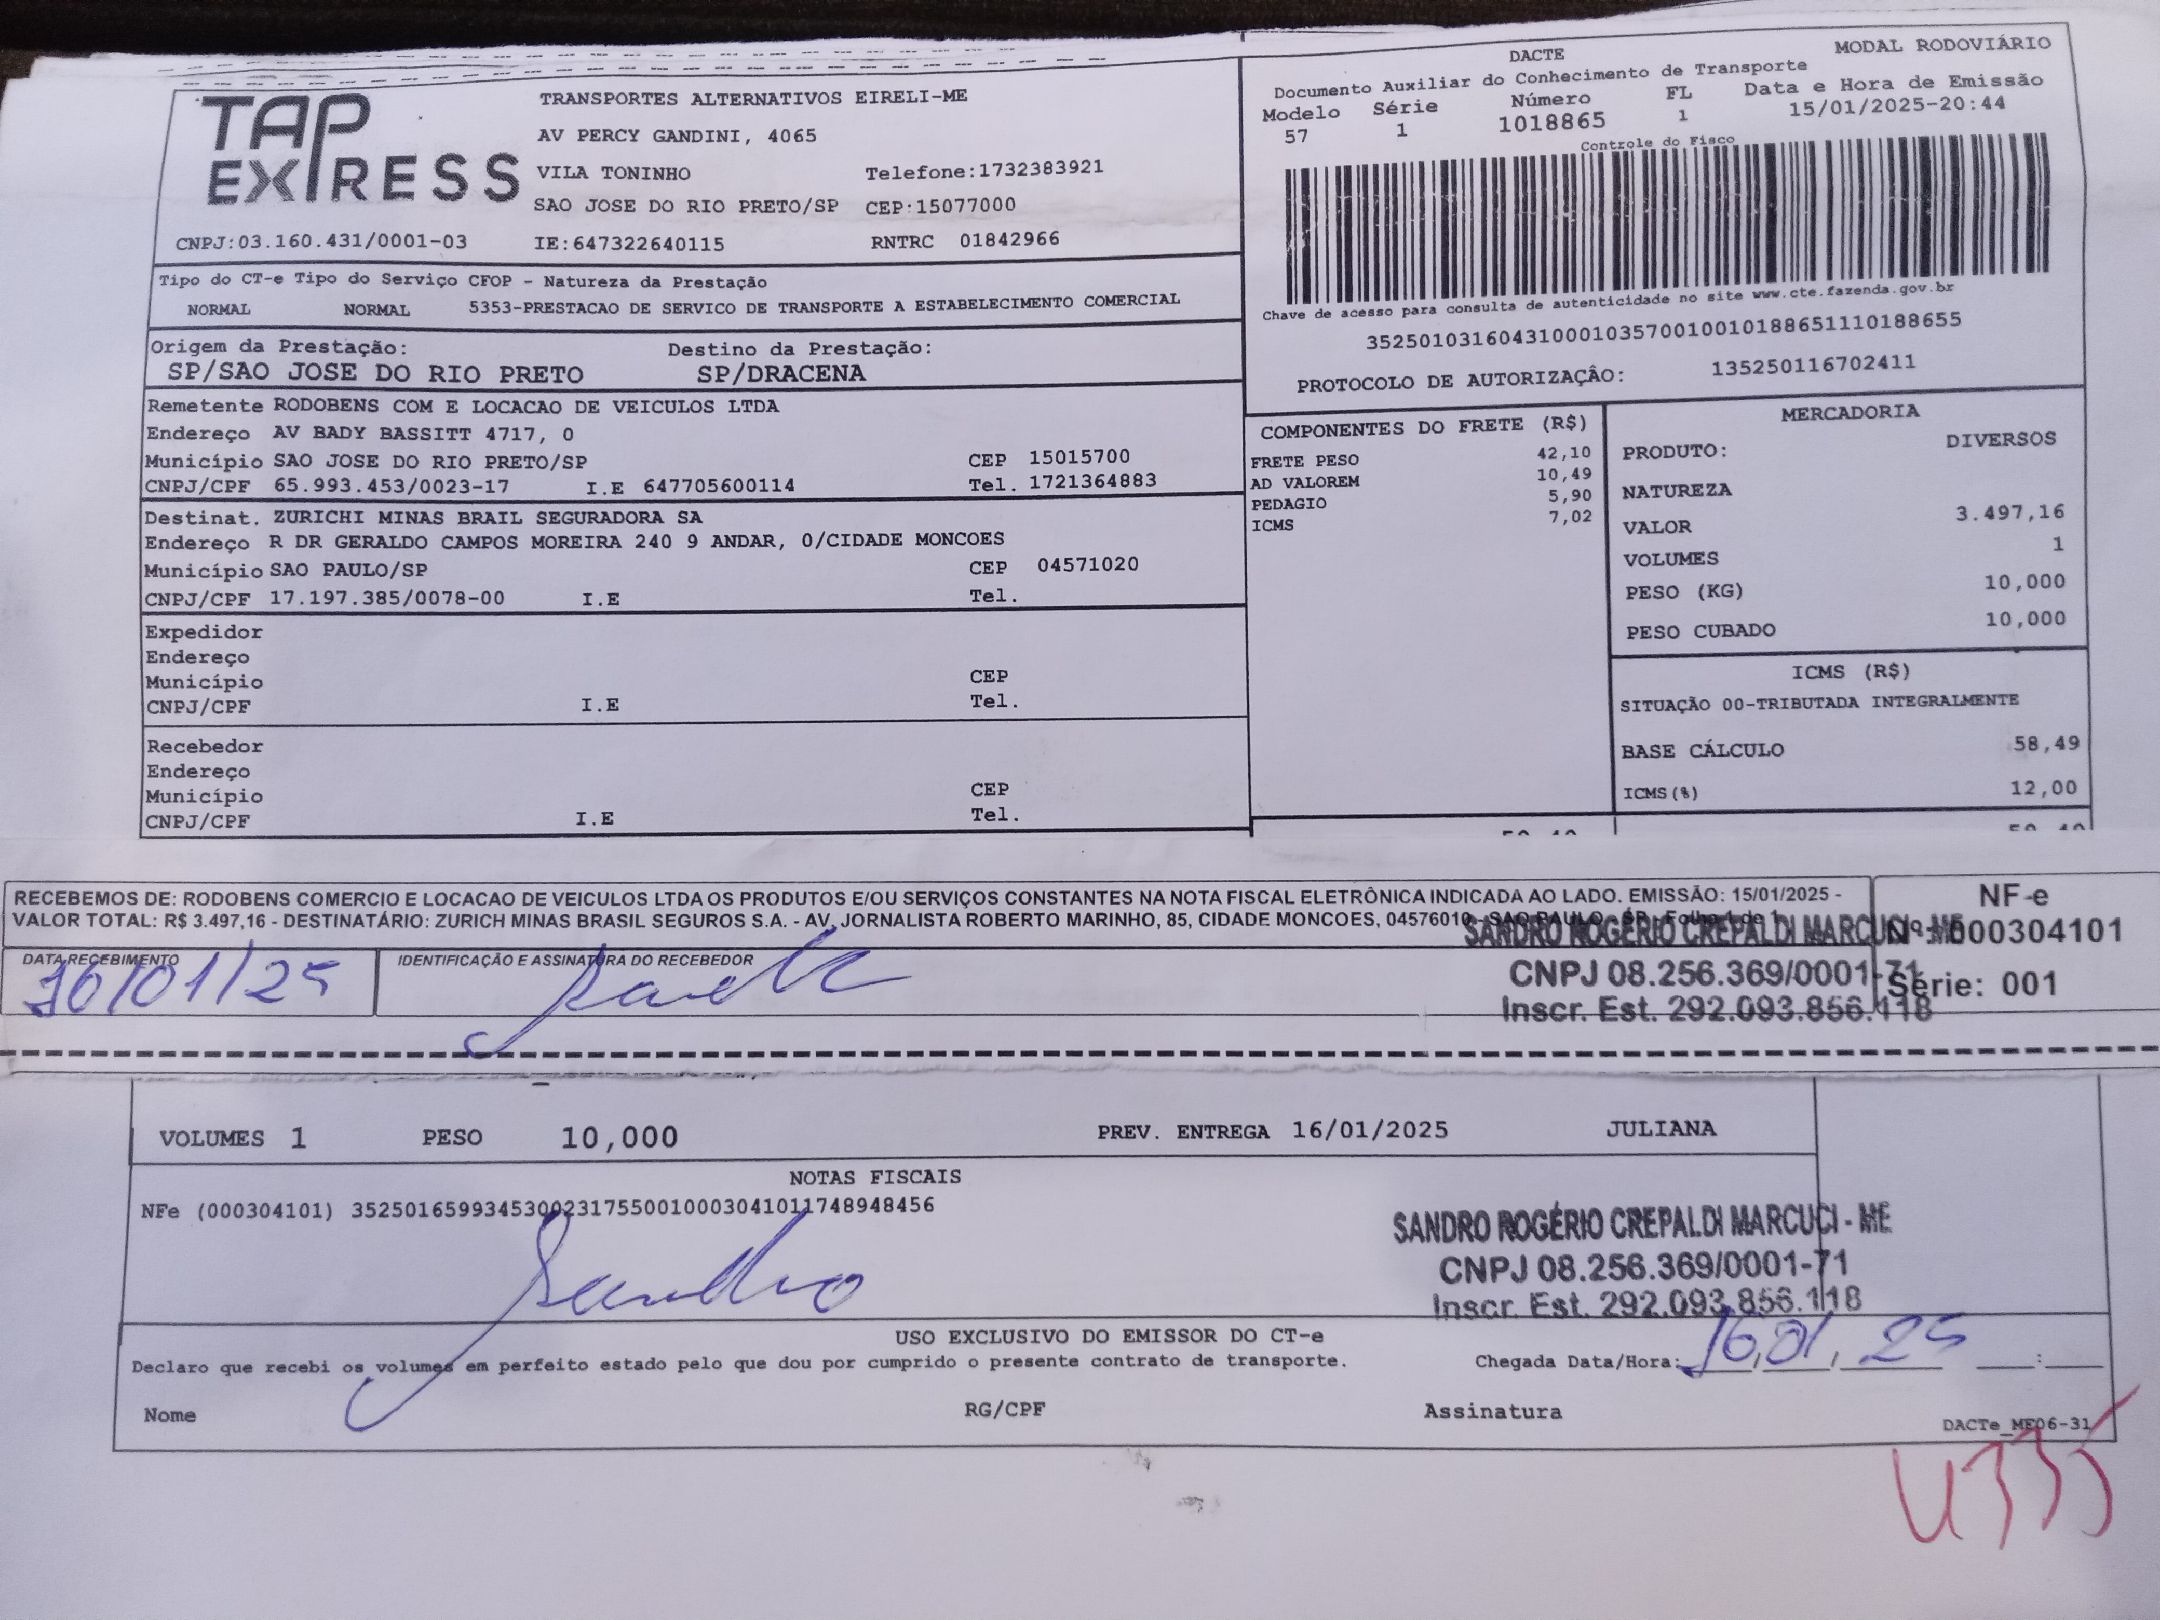 TAP EXPRESS
TRANSPORTES ALTERNATIVOS EIRELI-ME
AV PERCY GANDINI, 4065
VILA TONINHO Telefone:1732383921
SAO JOSE DO RIO PRETO/SP CEP:15077000
CNPJ:03.160.431/0001-03 IE:647322640115 RNTRC 01842966
Tipo do CT-e Tipo do Serviço CFOP - Natureza da Prestação
NORMAL NORMAL 5353-PRESTACAO DE SERVICO DE TRANSPORTE A ESTABELECIMENTO COMERCIAL
Origem da Prestação: Destino da Prestação:
SP/SAO JOSE DO RIO PRETO SP/DRACENA
Remetente RODOBENS COM E LOCACAO DE VEICULOS LTDA
Endereço AV BADY BASSITT 4717, 0
Município SAO JOSE DO RIO PRETO/SP CEP 15015700
CNPJ/CPF 65.993.453/0023-17 I.E 647705600114 Tel. 1721364883
Destinat. ZURICHI MINAS BRAIL SEGURADORA SA
Endereço R DR GERALDO CAMPOS MOREIRA 240 9 ANDAR, 0/CIDADE MONCOES
Município SAO PAULO/SP CEP 04571020
CNPJ/CPF 17.197.385/0078-00 I.E Tel.
Expedidor
Endereço
Município CEP
CNPJ/CPF I.E Tel.
Recebedor
Endereço
Município CEP
CNPJ/CPF I.E Tel.
DACTE MODAL RODOVIÁRIO
Documento Auxiliar do Conhecimento de Transporte
Modelo Série Número FL Data e Hora de Emissão
57 1 1018865 1 15/01/2025-20:44
Controle do Fisco
Chave de acesso para consulta de autenticidade no site www.cte.fazenda.gov.br
35250103160431000103570010010188651110188655
PROTOCOLO DE AUTORIZAÇÂO: 135250116702411
COMPONENTES DO FRETE (R$)
FRETE PESO 42,10
AD VALOREM 10,49
PEDAGIO 5,90
ICMS 7,02
MERCADORIA
PRODUTO: DIVERSOS
NATUREZA
VALOR 3.497,16
VOLUMES 1
PESO (KG) 10,000
PESO CUBADO 10,000
ICMS (R$)
SITUAÇÃO 00-TRIBUTADA INTEGRALMENTE
BASE CÁLCULO 58,49
ICMS(%) 12,00
RECEBEMOS DE: RODOBENS COMERCIO E LOCACAO DE VEICULOS LTDA OS PRODUTOS E/OU SERVIÇOS CONSTANTES NA NOTA FISCAL ELETRÔNICA INDICADA AO LADO. EMISSÃO: 15/01/2025 -
VALOR TOTAL: R$ 3.497,16 - DESTINATÁRIO: ZURICH MINAS BRASIL SEGUROS S.A. - AV, JORNALISTA ROBERTO MARINHO, 85, CIDADE MONCOES, 04576010 - SAO PAULO - SP - Folha 1 de 1
NF-e
Nº: 000304101
Série: 001
DATA RECEBIMENTO IDENTIFICAÇÃO E ASSINATURA DO RECEBEDOR
16/01/25
SANDRO ROGÉRIO CREPALDI MARCUCI - ME
CNPJ 08.256.369/0001-71
Inscr. Est. 292.093.856.118
VOLUMES 1 PESO 10,000 PREV. ENTREGA 16/01/2025 JULIANA
NOTAS FISCAIS
NFe (000304101) 35250165993453002317550010003041011748948456
Sandro
SANDRO ROGÉRIO CREPALDI MARCUCI - ME
CNPJ 08.256.369/0001-71
Inscr. Est. 292.093.856.118
USO EXCLUSIVO DO EMISSOR DO CT-e
Declaro que recebi os volumes em perfeito estado pelo que dou por cumprido o presente contrato de transporte. Chegada Data/Hora: 16,01,25
Nome RG/CPF Assinatura
DACTe_ME06-31